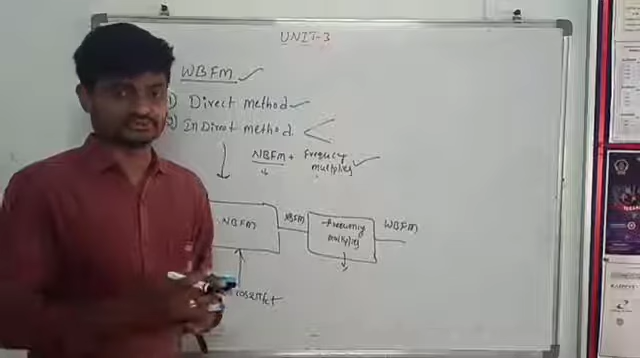 UNIT-3
WBFM
1) Direct method
2) InDirect method
NBFM + Frequency
multiplier
NBFM
NBFM
Frequency
multiplier
WBFM
cos2πfct